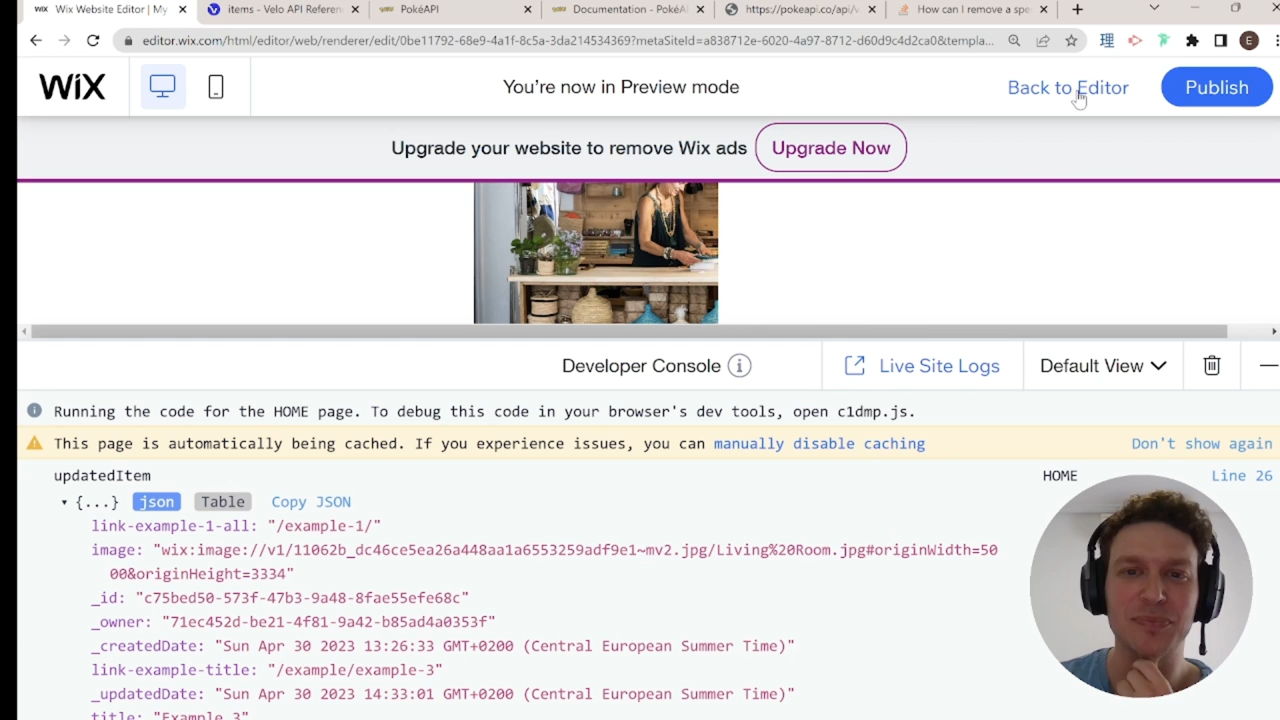 WiX Wix Website Editor | My
items - Velo API Referen
PokéAPI
Documentation - PokéA
https://pokeapi.co/api/v
How can I remove a spe
editor.wix.com/html/editor/web/renderer/edit/0be11792-68e9-4a1f-8c5a-3da214534369?metaSiteId=a838712e-6020-4a97-8712-d60d9c4d2ca0&templa...
理
E
WiX
You're now in Preview mode
Back to Editor
Publish
Upgrade your website to remove Wix ads
Upgrade Now
Developer Console
Live Site Logs
Default View
Running the code for the HOME page. To debug this code in your browser's dev tools, open c1dmp.js.
This page is automatically being cached. If you experience issues, you can manually disable caching
Don't show again
updatedItem
HOME
Line 26
{...} json Table Copy JSON
link-example-1-all: "/example-1/"
image: "wix:image://v1/11062b_dc46ce5ea26a448aa1a6553259adf9e1~mv2.jpg/Living%20Room.jpg#originWidth=50
00&originHeight=3334"
_id: "c75bed50-573f-47b3-9a48-8fae55efe68c"
_owner: "71ec452d-be21-4f81-9a42-b85ad4a0353f"
_createdDate: "Sun Apr 30 2023 13:26:33 GMT+0200 (Central European Summer Time)"
link-example-title: "/example/example-3"
_updatedDate: "Sun Apr 30 2023 14:33:01 GMT+0200 (Central European Summer Time)"
title: "Example 3"